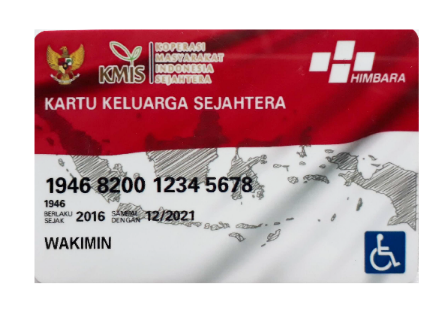 KMIS
KOPERASI
MASYARAKAT
INDONESIA
SEJAHTERA
HIMBARA
KARTU KELUARGA SEJAHTERA
1946 8200 1234 5678
1946
BERLAKU SEJAK 2016 SAMPAI DENGAN 12/2021
WAKIMIN